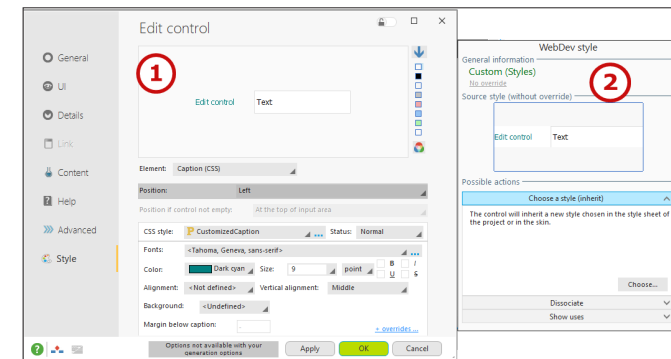 Edit control
General
UI
Details
Link
Content
Help
Advanced
Style
1
Edit control Text
Element: Caption (CSS)
Position: Left
Position if control not empty: At the top of input area
CSS style: CustomizedCaption ... Status: Normal
Fonts: <Tahoma, Geneva, sans-serif> ...
Color: Dark cyan Size: 9 point B I U S
Alignment: <Not defined> Vertical alignment: Middle
Background: <Undefined>
Margin below caption:
+ overrides ...
Options not available with your
generation options
Apply OK Cancel
WebDev style
General information
Custom (Styles)
No override
2
Source style (without override)
Edit control Text
Possible actions
Choose a style (inherit)
The control will inherit a new style chosen in the style sheet of
the project or in the skin.
Choose...
Dissociate
Show uses